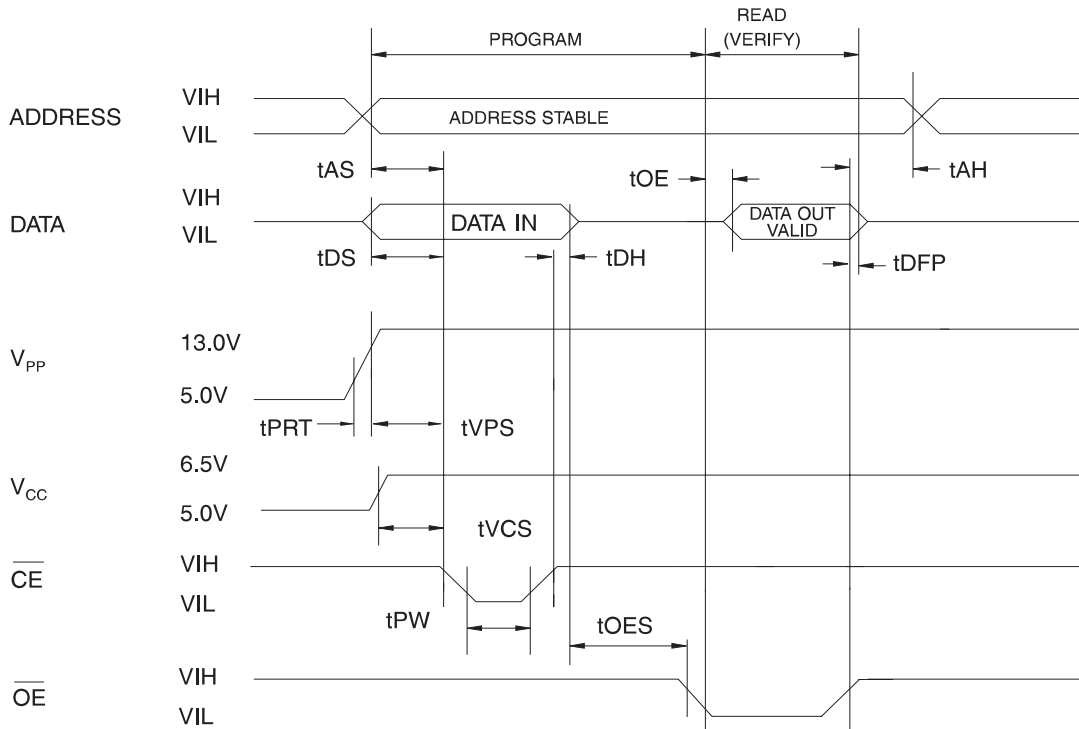 READ
PROGRAM (VERIFY)
ADDRESS VIH
VIL ADDRESS STABLE
tAS tOE tAH
DATA VIH
VIL DATA IN DATA OUT
VALID
tDS tDH tDFP
VPP 13.0V
5.0V
tPRT tVPS
VCC 6.5V
5.0V
tVCS
CE VIH
VIL
tPW tOES
OE VIH
VIL